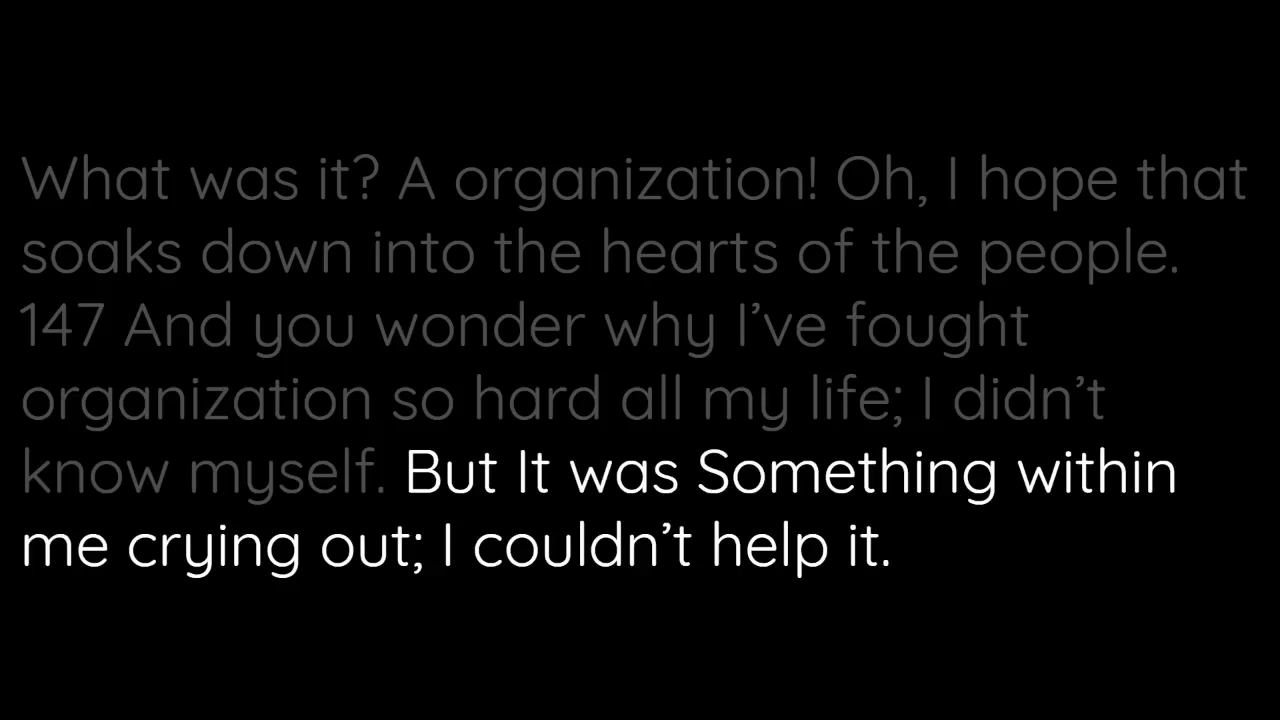 What was it? A organization! Oh, I hope that
soaks down into the hearts of the people.
147 And you wonder why I’ve fought
organization so hard all my life; I didn’t
know myself. But It was Something within
me crying out; I couldn’t help it.